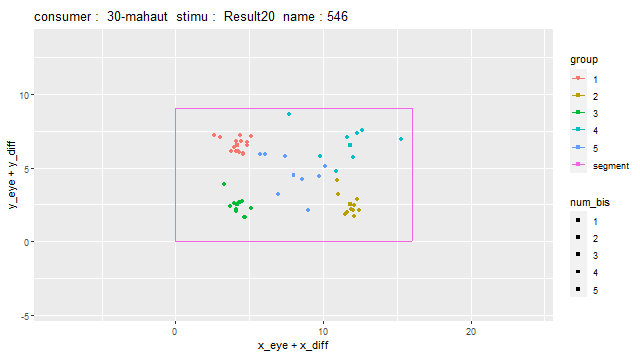 consumer :  30-mahaut  stimu :  Result20  name : 546
y_eye + y_diff
10
5
0
-5
0
10
20
x_eye + x_diff
group
1
2
3
4
5
segment
num_bis
1
2
3
4
5